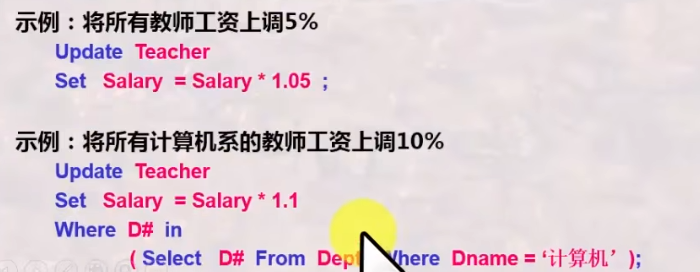 示例：将所有教师工资上调5%
Update Teacher
Set Salary = Salary * 1.05 ;
示例：将所有计算机系的教师工资上调10%
Update Teacher
Set Salary = Salary * 1.1
Where D# in
( Select D# From Dept Where Dname = ‘计算机’ );